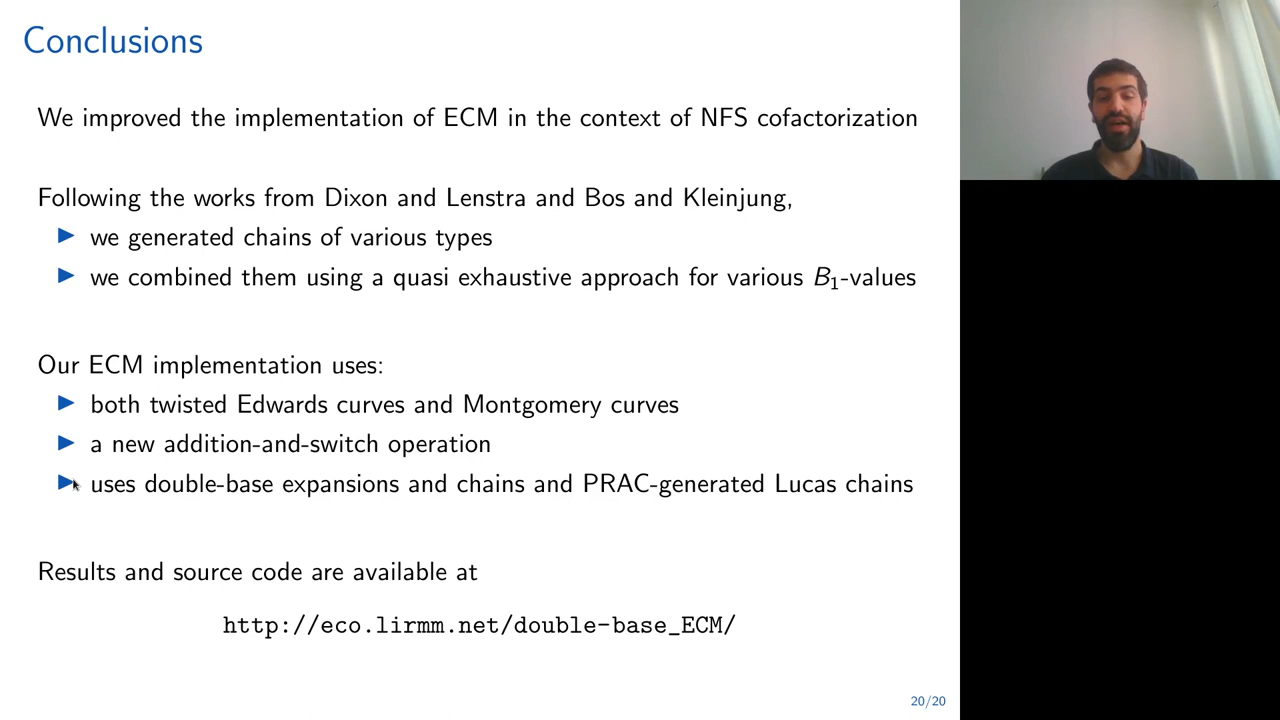 Conclusions
We improved the implementation of ECM in the context of NFS cofactorization
Following the works from Dixon and Lenstra and Bos and Kleinjung,
we generated chains of various types
we combined them using a quasi exhaustive approach for various B₁-values
Our ECM implementation uses:
both twisted Edwards curves and Montgomery curves
a new addition-and-switch operation
uses double-base expansions and chains and PRAC-generated Lucas chains
Results and source code are available at
http://eco.lirmm.net/double-base_ECM/
20/20